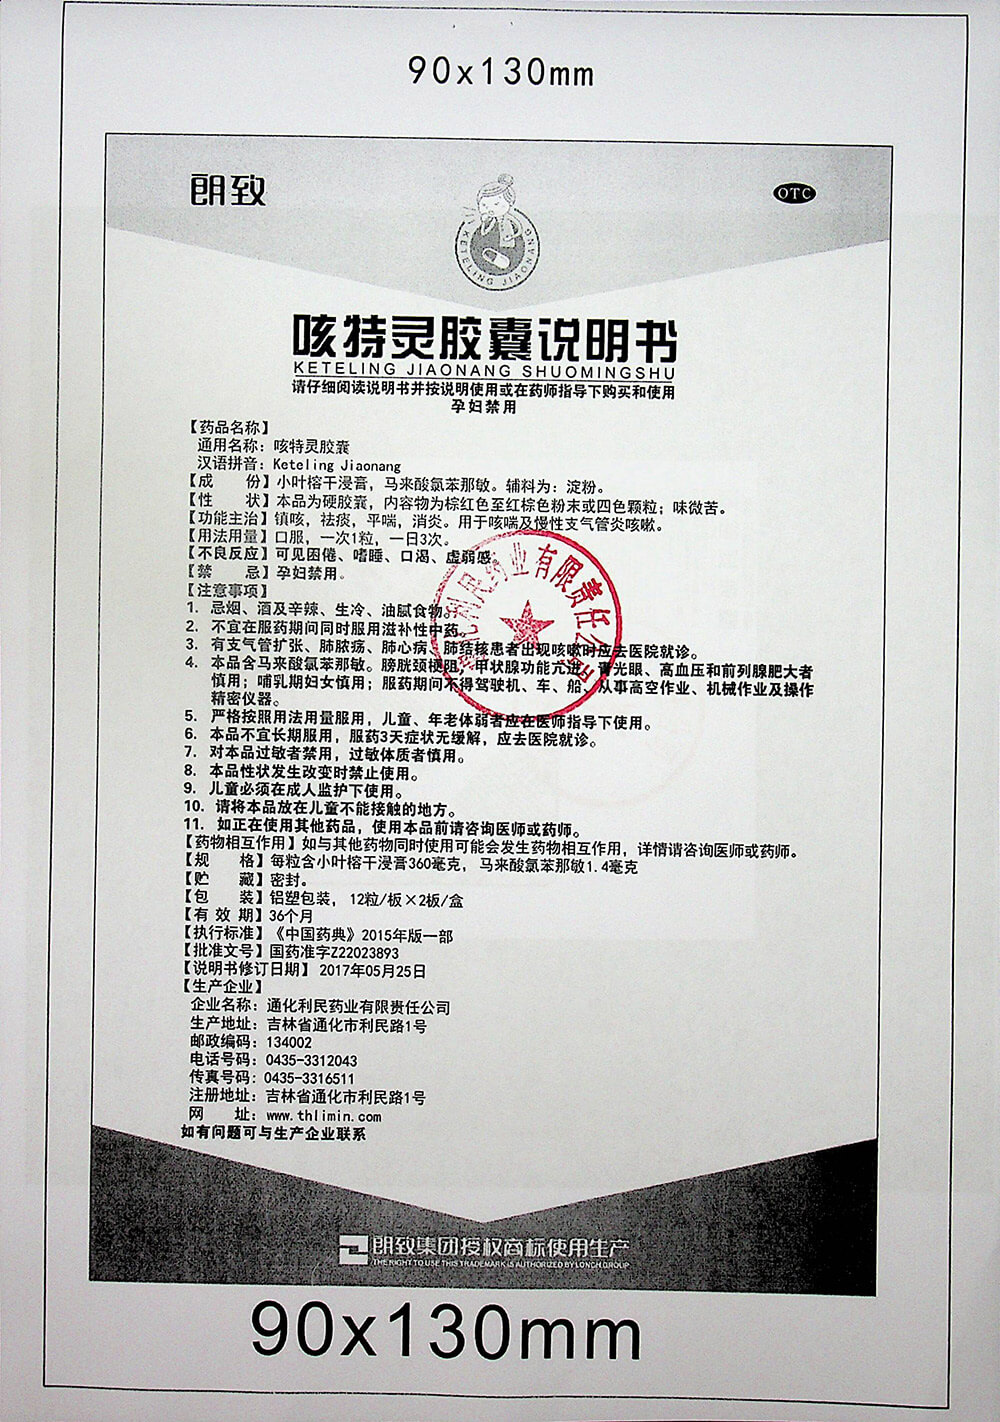 90x130mm
朗致
OTC
KETELING JIAONANG
咳特灵胶囊说明书
KETELING JIAONANG SHUOMINGSHU
请仔细阅读说明书并按说明使用或在药师指导下购买和使用
孕妇禁用
【药品名称】
通用名称：咳特灵胶囊
汉语拼音：Keteling Jiaonang
【成　　份】小叶榕干浸膏，马来酸氯苯那敏。辅料为：淀粉。
【性　　状】本品为硬胶囊，内容物为棕红色至红棕色粉末或四色颗粒；味微苦。
【功能主治】镇咳，祛痰，平喘，消炎。用于咳喘及慢性支气管炎咳嗽。
【用法用量】口服，一次1粒，一日3次。
【不良反应】可见困倦、嗜睡、口渴、虚弱感。
【禁　　忌】孕妇禁用。
【注意事项】
1. 忌烟、酒及辛辣、生冷、油腻食物。
2. 不宜在服药期间同时服用滋补性中药。
3. 有支气管扩张、肺脓疡、肺心病、肺结核患者出现咳嗽时应去医院就诊。
4. 本品含马来酸氯苯那敏。膀胱颈梗阻，甲状腺功能亢进、青光眼、高血压和前列腺肥大者
慎用；哺乳期妇女慎用；服药期间不得驾驶机、车、船、从事高空作业、机械作业及操作
精密仪器。
5. 严格按照用法用量服用，儿童、年老体弱者应在医师指导下使用。
6. 本品不宜长期服用，服药3天症状无缓解，应去医院就诊。
7. 对本品过敏者禁用，过敏体质者慎用。
8. 本品性状发生改变时禁止使用。
9. 儿童必须在成人监护下使用。
10. 请将本品放在儿童不能接触的地方。
11. 如正在使用其他药品，使用本品前请咨询医师或药师。
【药物相互作用】如与其他药物同时使用可能会发生药物相互作用，详情请咨询医师或药师。
【规　　格】每粒含小叶榕干浸膏360毫克，马来酸氯苯那敏1.4毫克
【贮　　藏】密封。
【包　　装】铝塑包装，12粒/板×2板/盒
【有 效 期】36个月
【执行标准】《中国药典》2015年版一部
【批准文号】国药准字Z22023893
【说明书修订日期】2017年05月25日
【生产企业】
企业名称：通化利民药业有限责任公司
生产地址：吉林省通化市利民路1号
邮政编码：134002
电话号码：0435-3312043
传真号码：0435-3316511
注册地址：吉林省通化市利民路1号
网　　址：www.thlimin.com
如有问题可与生产企业联系
通化利民药业有限责任公司
朗致集团授权商标使用生产
THE RIGHT TO USE THIS TRADEMARK IS AUTHORIZED BY LONCH GROUP
90x130mm